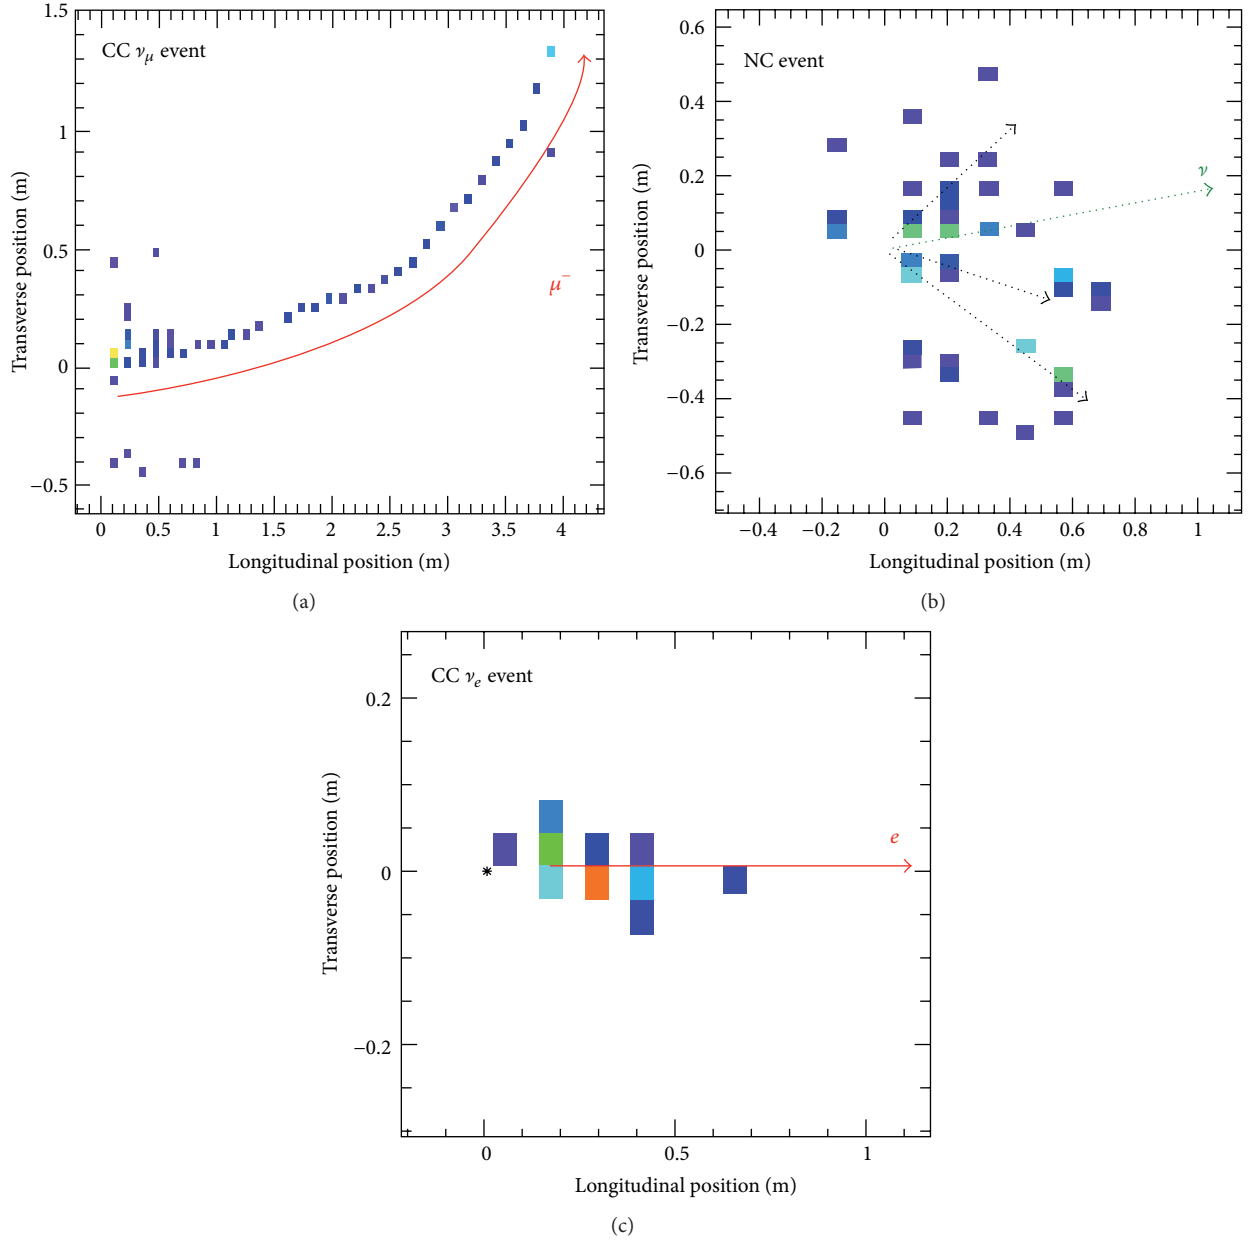 CC νμ event
1.5
1
0.5
0
−0.5
Transverse position (m)
μ−
0 0.5 1 1.5 2 2.5 3 3.5 4
Longitudinal position (m)
(a)
NC event
0.6
0.4
0.2
0
−0.2
−0.4
−0.6
Transverse position (m)
ν
−0.4 −0.2 0 0.2 0.4 0.6 0.8 1
Longitudinal position (m)
(b)
CC νe event
0.2
0
−0.2
Transverse position (m)
e
*
0 0.5 1
Longitudinal position (m)
(c)